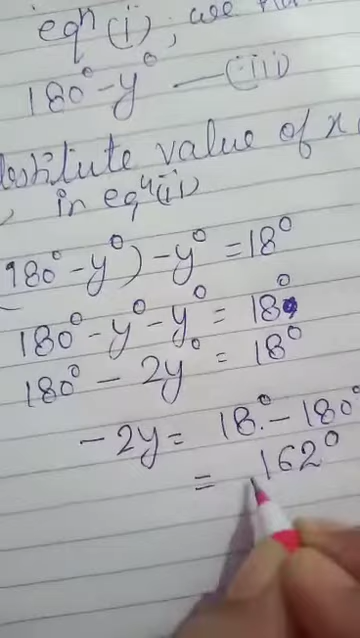 eqⁿ (i), we
180° - y° — (iii)
substitute value of x
in eqⁿ (ii)
180° - y°) - y° = 18°
180° - y° - y° = 18°
180° - 2y° = 18°
- 2y = 18° - 180°
= 162°